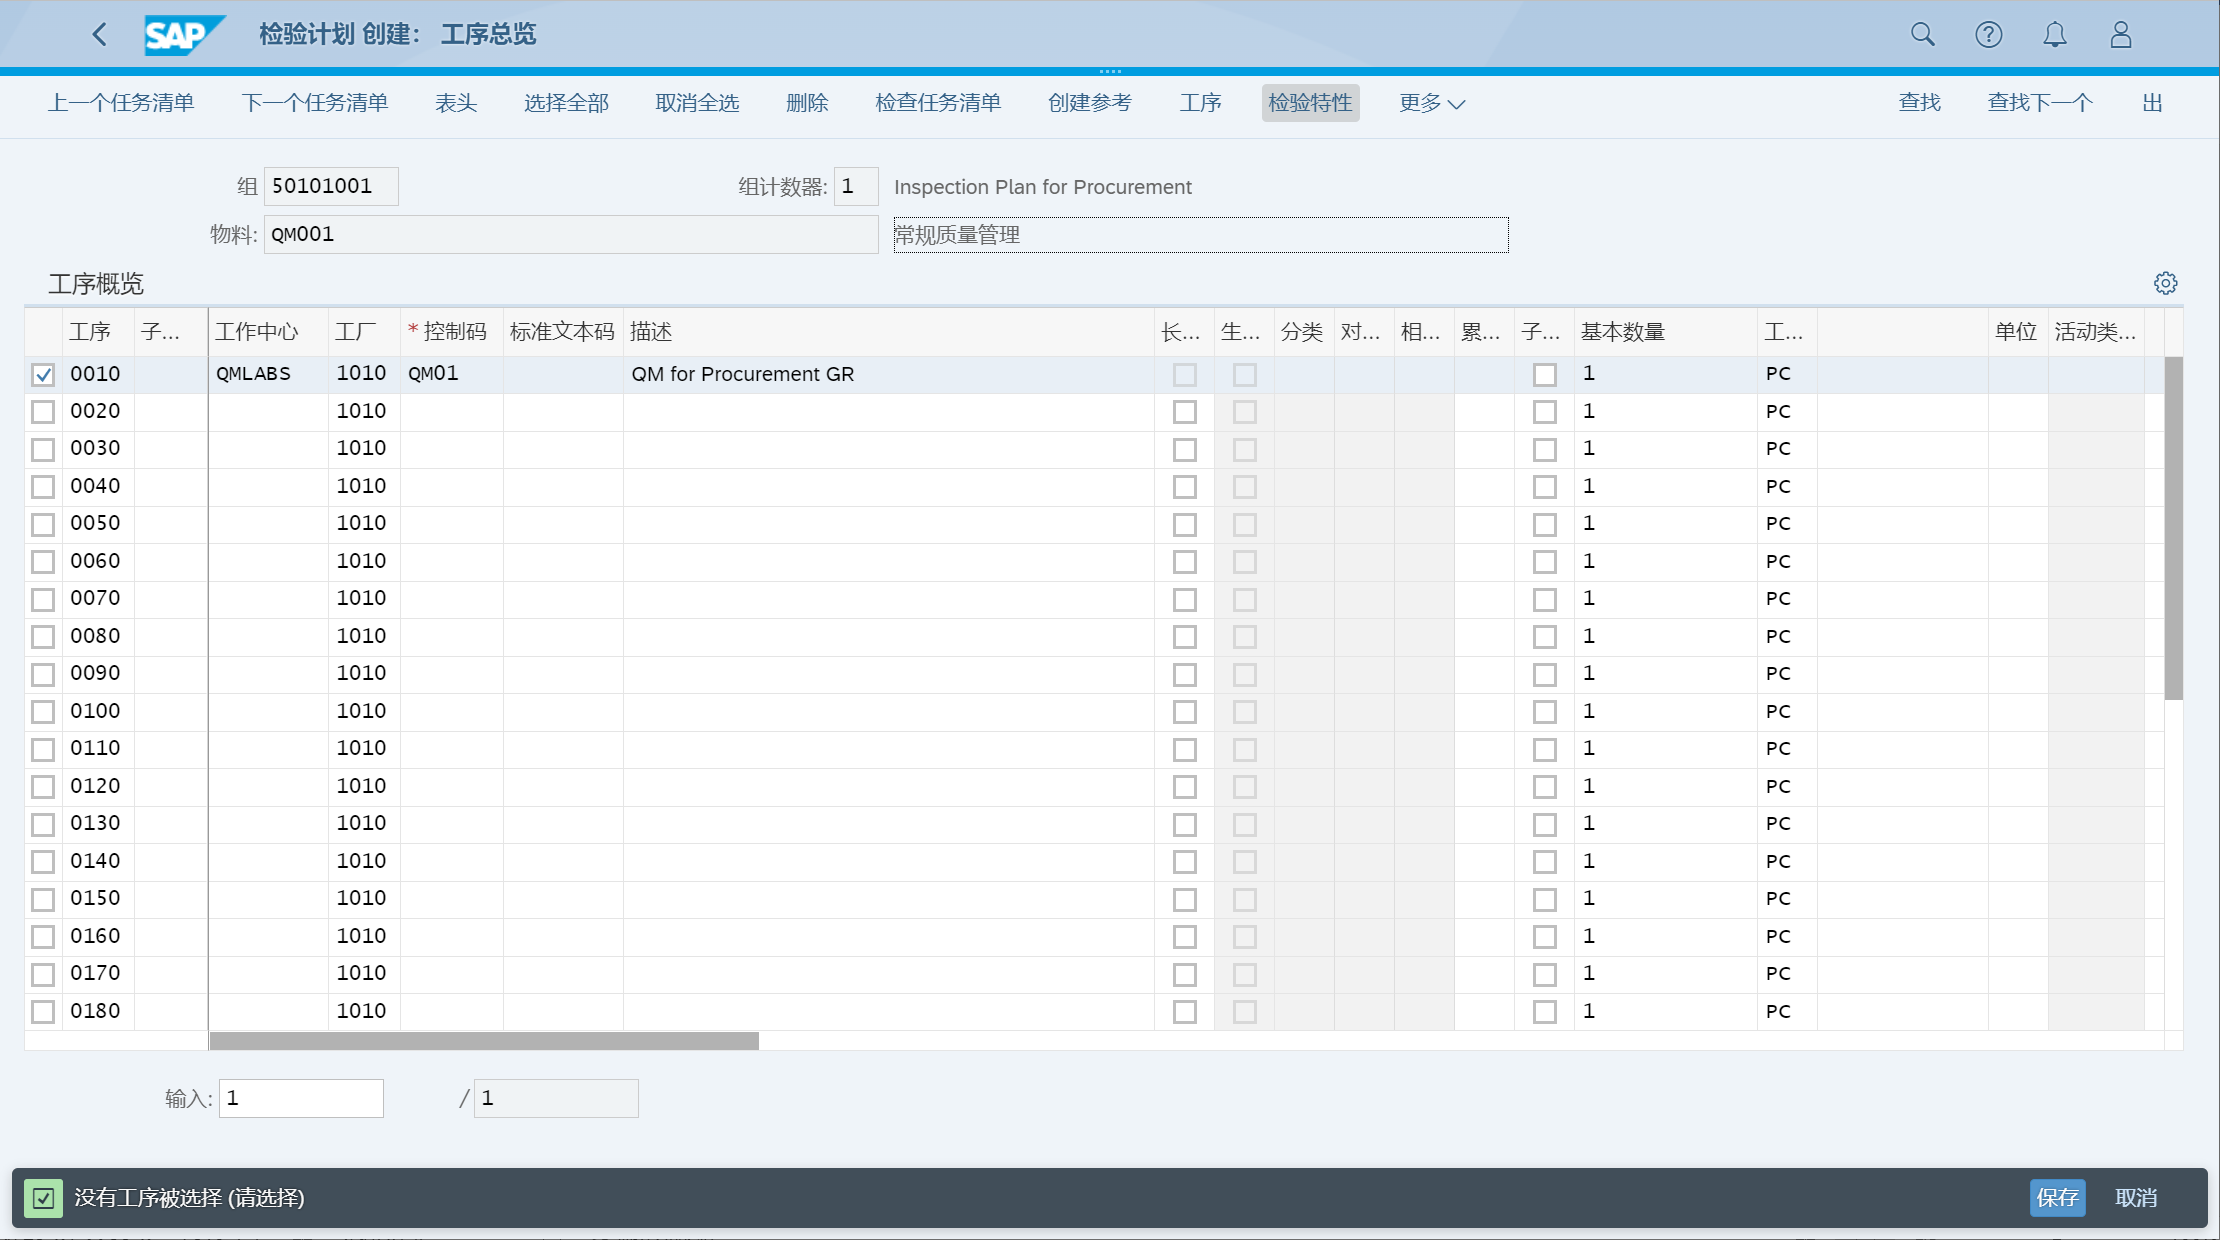 SAP 检验计划 创建： 工序总览
上一个任务清单 下一个任务清单 表头 选择全部 取消全选 删除 检查任务清单 创建参考 工序 检验特性 更多 查找 查找下一个 出
组 50101001 组计数器: 1 Inspection Plan for Procurement
物料: QM001 常规质量管理
工序概览
工序 子... 工作中心 工厂 * 控制码 标准文本码 描述 长... 生... 分类 对... 相... 累... 子... 基本数量 工... 单位 活动类...
0010 QMLABS 1010 QM01 QM for Procurement GR 1 PC
0020 1010 1 PC
0030 1010 1 PC
0040 1010 1 PC
0050 1010 1 PC
0060 1010 1 PC
0070 1010 1 PC
0080 1010 1 PC
0090 1010 1 PC
0100 1010 1 PC
0110 1010 1 PC
0120 1010 1 PC
0130 1010 1 PC
0140 1010 1 PC
0150 1010 1 PC
0160 1010 1 PC
0170 1010 1 PC
0180 1010 1 PC
输入: 1 / 1
没有工序被选择 (请选择) 保存 取消